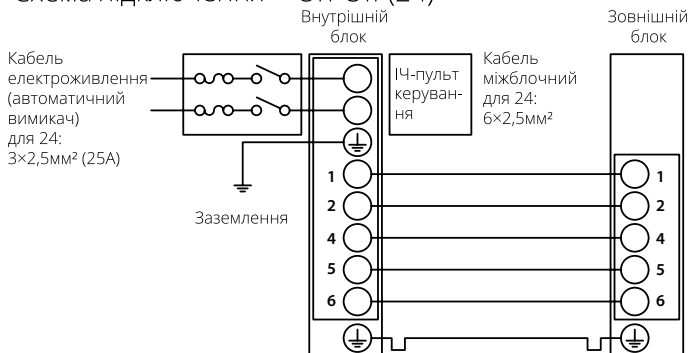 Внутрішній
блок
Зовнішній
блок
Кабель
електроживлення
(автоматичний
вимикач)
для 24:
3×2,5мм² (25А)
ІЧ-пульт
керуван-
ня
Кабель
міжблочний
для 24:
6×2,5мм²
Заземлення
1
2
4
5
6
1
2
4
5
6